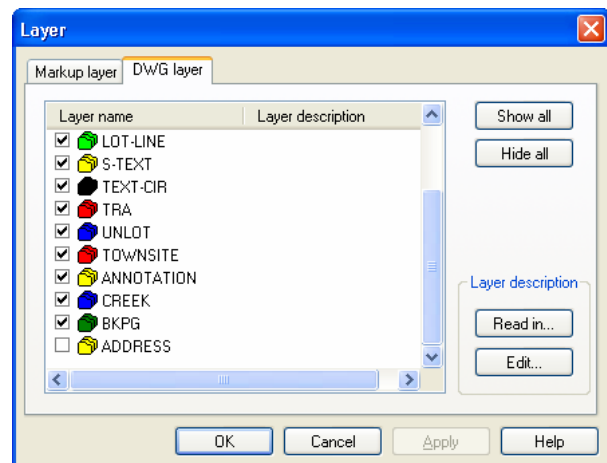 Layer
Markup layer DWG layer
Layer name Layer description
LOT-LINE
S-TEXT
TEXT-CIR
TRA
UNLOT
TOWNSITE
ANNOTATION
CREEK
BKPG
ADDRESS
Show all
Hide all
Layer description
Read in...
Edit...
OK Cancel Apply Help